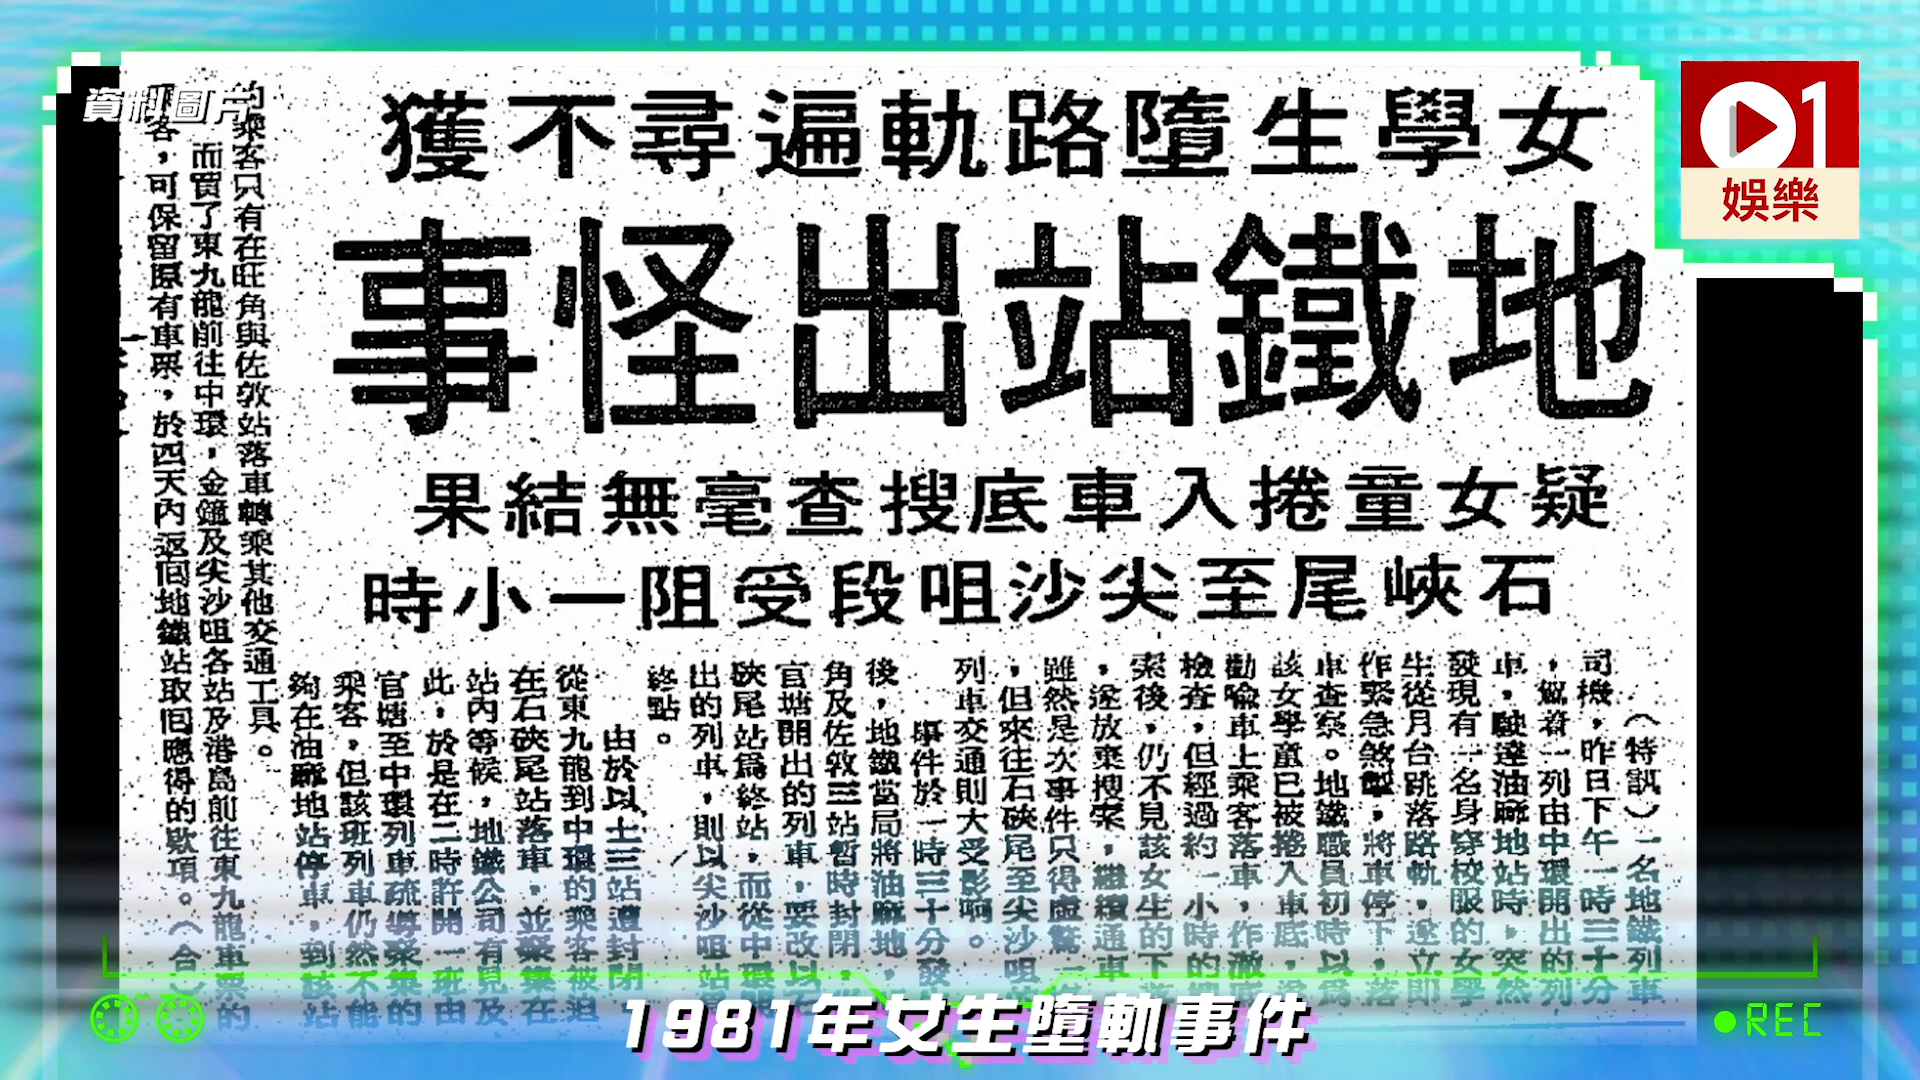 資料圖片
01
娛樂
女學生墮路軌遍尋不獲
地鐵站出怪事
疑女童捲入車底搜查毫無結果
石峽尾至尖沙咀段受阻一小時
(特訊)一名地鐵列車
司機,昨日下午一時三十分
,駕着一列由中環開出的列
車,駛達油蔴地站時,突然
發現有一名身穿校服的女學
生從月台跳落路軌,遂立即
作緊急煞掣,將車停下,落
車查察。地鐵職員初時以爲
該女學童已被捲入車底,
勸喻車上乘客落車,作澈底
檢查,但經過約一小時的
索後,仍不見該女生的下
,遂放棄搜索,繼續通車
雖然是次事件只得虛驚一
,但來往石硤尾至尖沙咀
列車交通則大受影响。
事件於一時三十分發
後,地鐵當局將油麻地,
角及佐敦三站暫時封閉,
官塘開出的列車,要改以
硤尾站爲終站,而從中環
出的列車,則以尖沙咀站
終點。
由於以上三站遭封閉
從東九龍到中環的乘客被迫
在石硤尾站落車,並聚集在
站內等候,地鐵公司有見及
此,於是在二時許開一班由
官塘至中環列車疏導聚集的
乘客,但該班列車仍然不能
夠在油蔴地站停車,到該站
的乘客只有在旺角與佐敦站落車轉乘其他交通工具。
而買了東九龍前往中環,金鐘及尖沙咀各站及港島前往東九龍車票的
客,可保留原有車票,於四天內返回地鐵站取回應得的欵項。(合)
1981年女生墮軌事件
REC